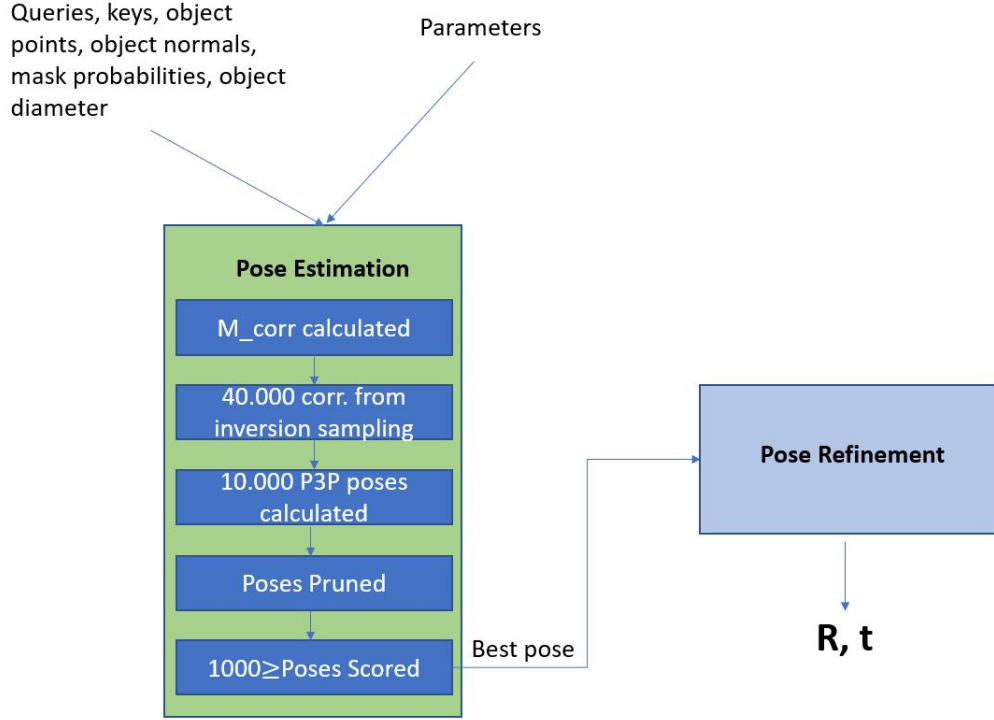 Queries, keys, object
points, object normals,
mask probabilities, object
diameter
Parameters
Pose Estimation
M_corr calculated
40.000 corr. from
inversion sampling
10.000 P3P poses
calculated
Poses Pruned
1000≥Poses Scored
Best pose
Pose Refinement
R, t